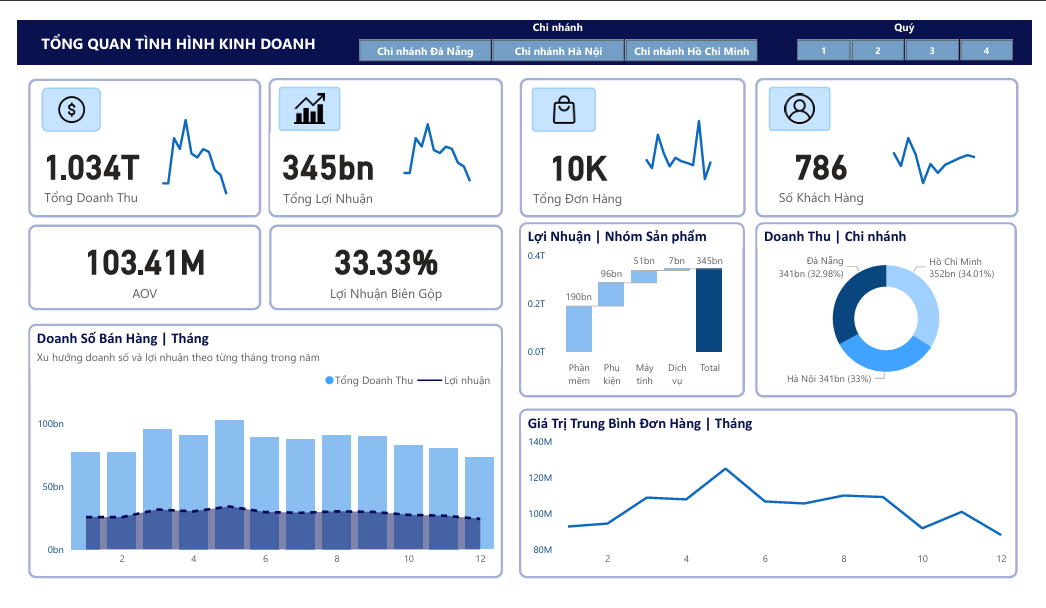 TỔNG QUAN TÌNH HÌNH KINH DOANH
Chi nhánh
Chi nhánh Đà Nẵng
Chi nhánh Hà Nội
Chi nhánh Hồ Chí Minh
Quý
1
2
3
4
1.034T
Tổng Doanh Thu
345bn
Tổng Lợi Nhuận
10K
Tổng Đơn Hàng
786
Số Khách Hàng
103.41M
AOV
33.33%
Lợi Nhuận Biên Gộp
Lợi Nhuận | Nhóm Sản phẩm
0.4T
0.2T
0.0T
190bn
96bn
51bn
7bn
345bn
Phần
mềm
Phụ
kiện
Máy
tính
Dịch
vụ
Total
Doanh Thu | Chi nhánh
Đà Nẵng
341bn (32.98%)
Hồ Chí Minh
352bn (34.01%)
Hà Nội 341bn (33%)
Doanh Số Bán Hàng | Tháng
Xu hướng doanh số và lợi nhuận theo từng tháng trong năm
Tổng Doanh Thu
Lợi nhuận
100bn
50bn
0bn
2
4
6
8
10
12
Giá Trị Trung Bình Đơn Hàng | Tháng
140M
120M
100M
80M
2
4
6
8
10
12